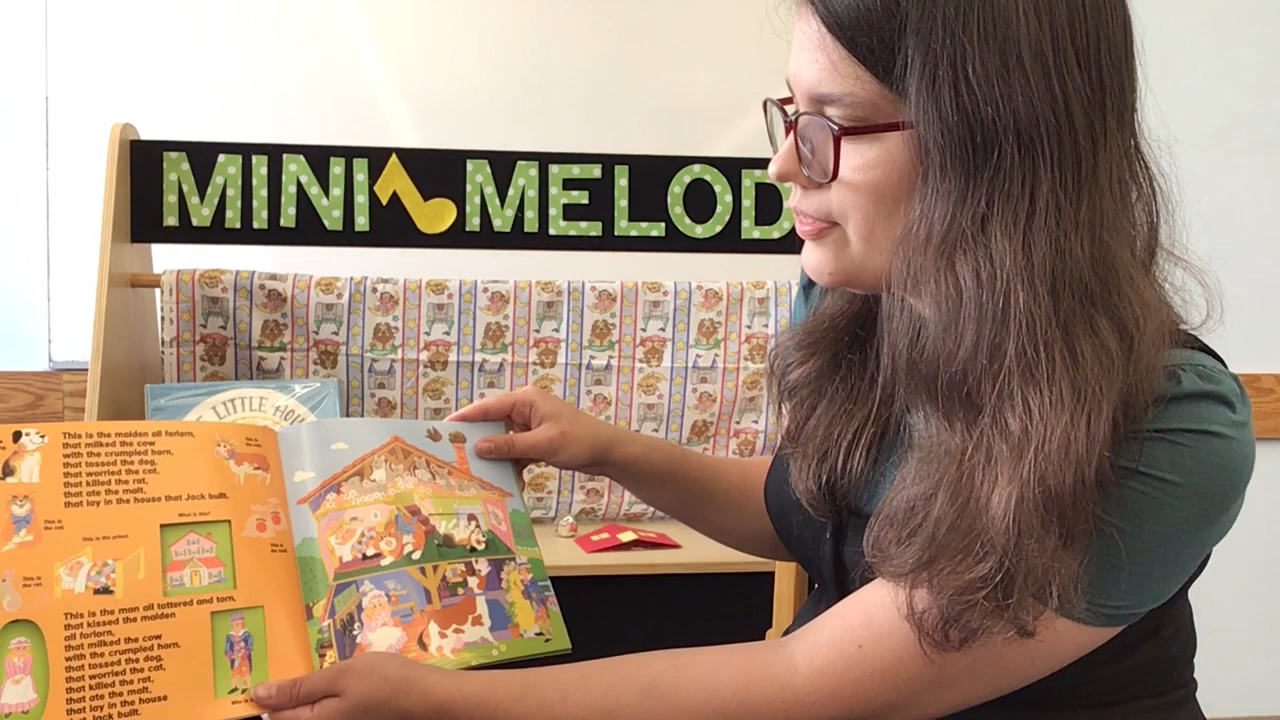 MINI MELOD
LITTLE HOU
This is the maiden all forlorn,
that milked the cow
with the crumpled horn,
that tossed the dog,
that worried the cat,
that killed the rat,
that ate the malt,
that lay in the house that Jack built.
This is
the cat.
This is the priest.
What is this?
This is
the rat.
This is the man all tattered and torn,
that kissed the maiden
all forlorn,
that milked the cow
with the crumpled horn,
that tossed the dog,
that worried the cat,
that killed the rat,
that ate the malt,
that lay in the house
Jack built.